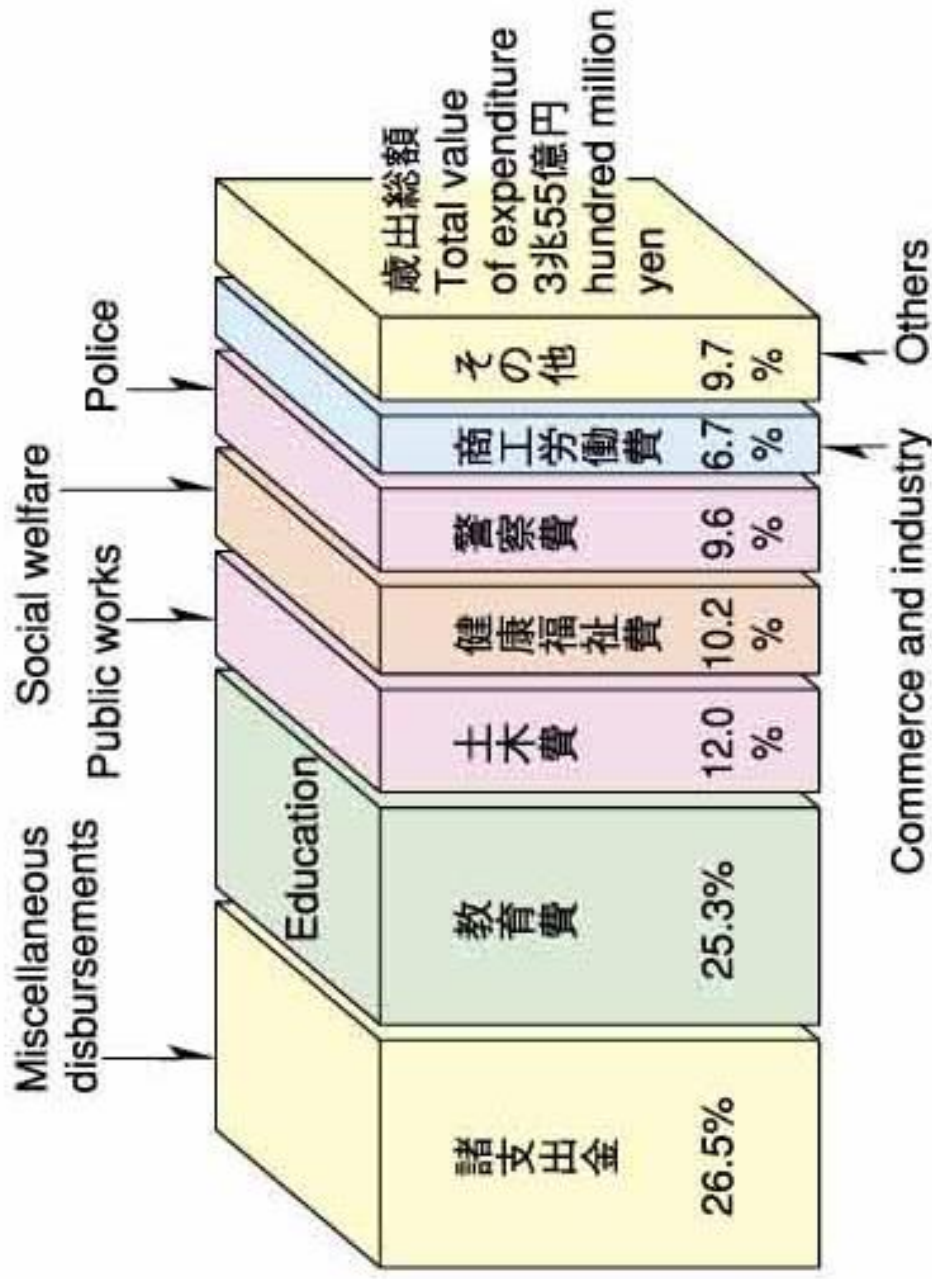 Miscellaneous
disbursements
Social welfare
Public works
Police
Education
諸支出金
26.5%
教育費
25.3%
土木費
12.0
%
健康福祉費
10.2
%
警察費
9.6
%
商工労働費
6.7
%
その他
9.7
%
歳出総額
Total value
of expenditure
3兆55億円
hundred million
yen
Commerce and industry
Others